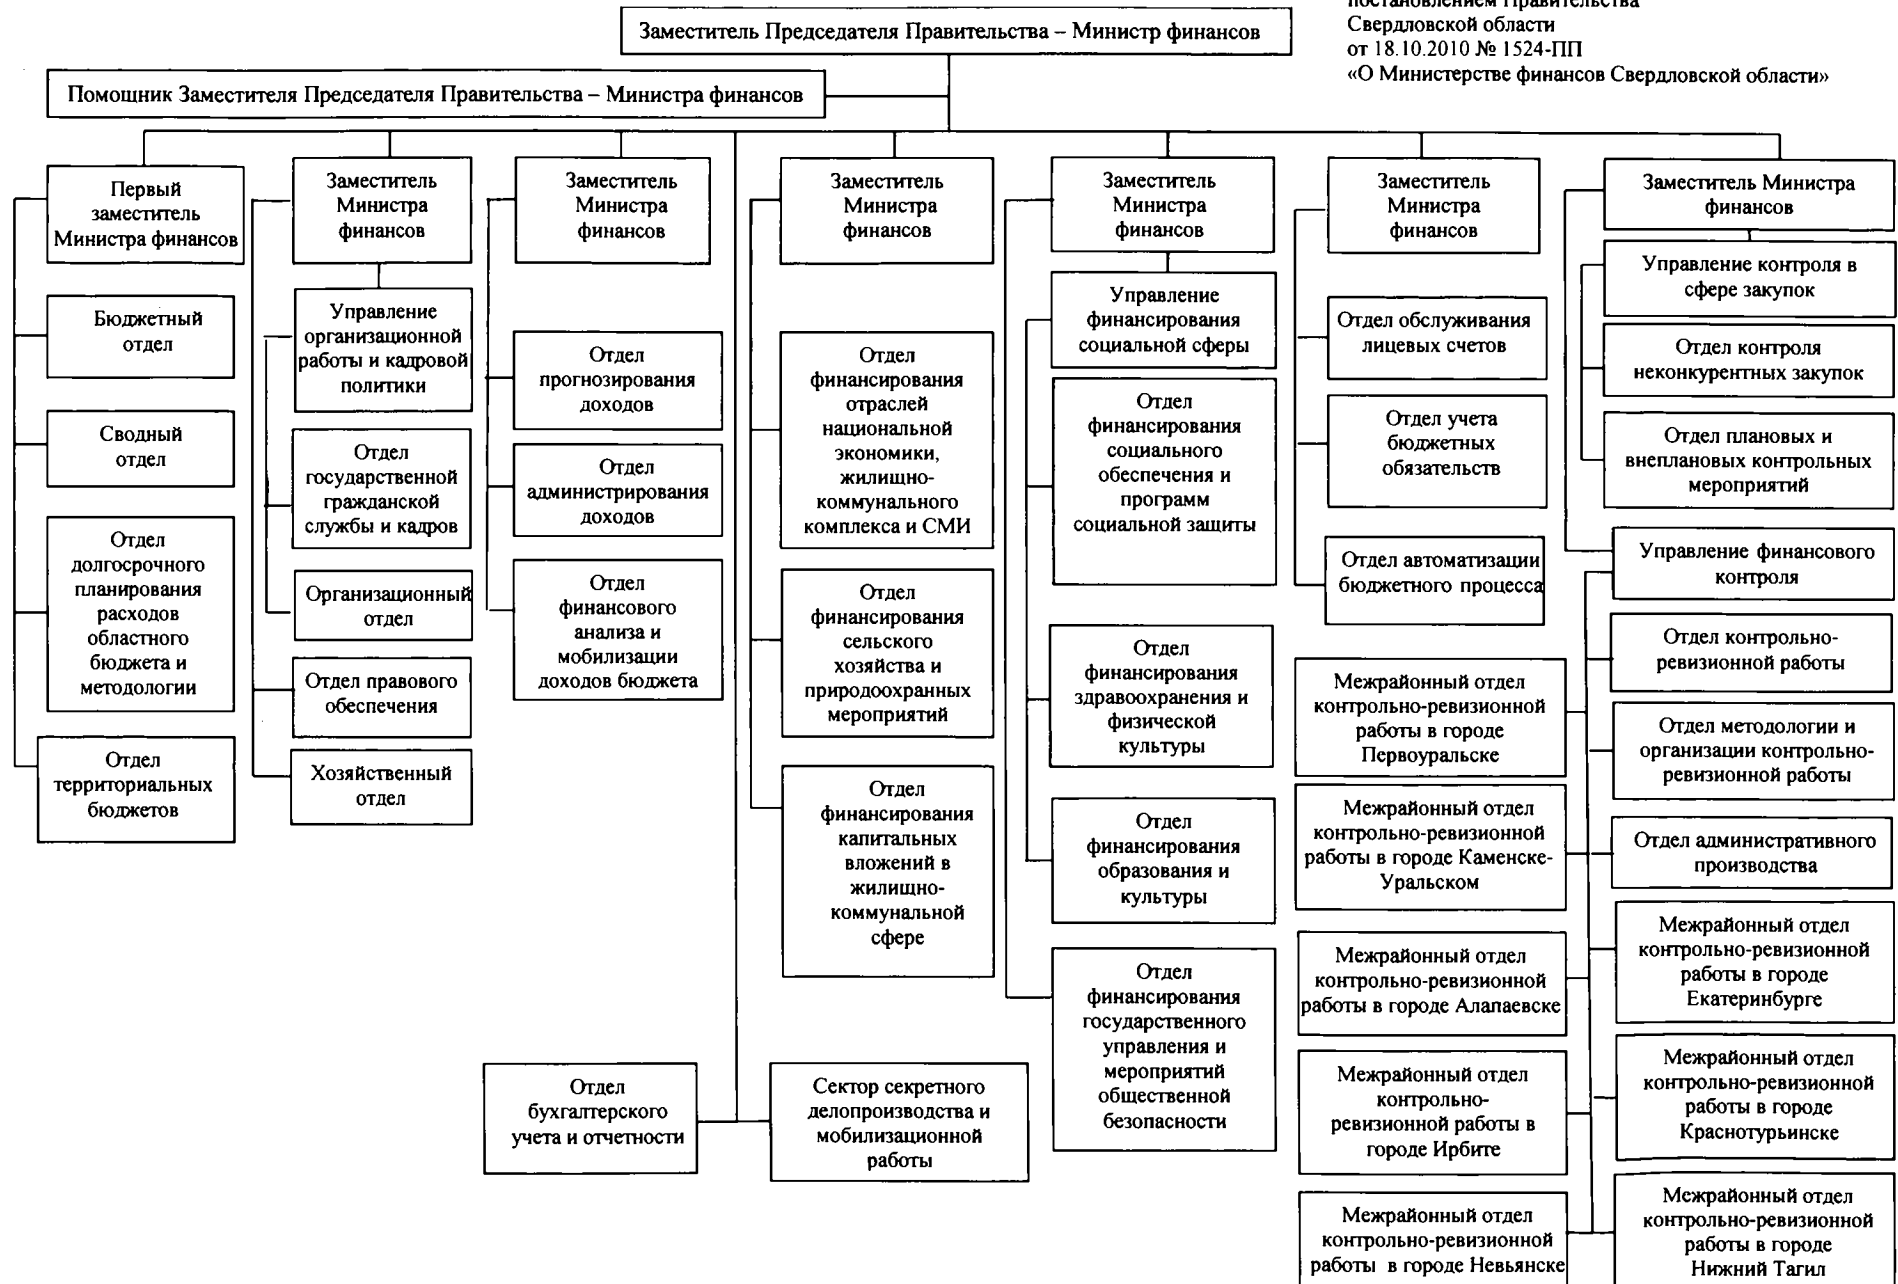 постановлением Правительства
Свердловской области
от 18.10.2010 № 1524-ПП
«О Министерстве финансов Свердловской области»
Заместитель Председателя Правительства – Министр финансов
Помощник Заместителя Председателя Правительства – Министра финансов
Первый
заместитель
Министра финансов
Бюджетный
отдел
Сводный
отдел
Отдел
долгосрочного
планирования
расходов
областного
бюджета и
методологии
Отдел
территориальных
бюджетов
Заместитель
Министра
финансов
Управление
организационной
работы и кадровой
политики
Отдел
государственной
гражданской
службы и кадров
Организационный
отдел
Отдел правового
обеспечения
Хозяйственный
отдел
Заместитель
Министра
финансов
Отдел
прогнозирования
доходов
Отдел
администрирования
доходов
Отдел
финансового
анализа и
мобилизации
доходов бюджета
Отдел
бухгалтерского
учета и отчетности
Сектор секретного
делопроизводства и
мобилизационной
работы
Заместитель
Министра
финансов
Отдел
финансирования
отраслей
национальной
экономики,
жилищно-
коммунального
комплекса и СМИ
Отдел
финансирования
сельского
хозяйства и
природоохранных
мероприятий
Отдел
финансирования
капитальных
вложений в
жилищно-
коммунальной
сфере
Заместитель
Министра
финансов
Управление
финансирования
социальной сферы
Отдел
финансирования
социального
обеспечения и
программ
социальной защиты
Отдел
финансирования
здравоохранения и
физической
культуры
Отдел
финансирования
образования и
культуры
Отдел
финансирования
государственного
управления и
мероприятий
общественной
безопасности
Заместитель
Министра
финансов
Отдел обслуживания
лицевых счетов
Отдел учета
бюджетных
обязательств
Отдел автоматизации
бюджетного процесса
Заместитель Министра
финансов
Управление контроля в
сфере закупок
Отдел контроля
неконкурентных закупок
Отдел плановых и
внеплановых контрольных
мероприятий
Управление финансового
контроля
Отдел контрольно-
ревизионной работы
Отдел методологии и
организации контрольно-
ревизионной работы
Отдел административного
производства
Межрайонный отдел
контрольно-ревизионной
работы в городе
Екатеринбурге
Межрайонный отдел
контрольно-ревизионной
работы в городе
Краснотурьинске
Межрайонный отдел
контрольно-ревизионной
работы в городе
Нижний Тагил
Межрайонный отдел
контрольно-ревизионной
работы в городе
Первоуральске
Межрайонный отдел
контрольно-ревизионной
работы в городе Каменске-
Уральском
Межрайонный отдел
контрольно-ревизионной
работы в городе Алапаевске
Межрайонный отдел
контрольно-
ревизионной работы в
городе Ирбите
Межрайонный отдел
контрольно-ревизионной
работы в городе Невьянске